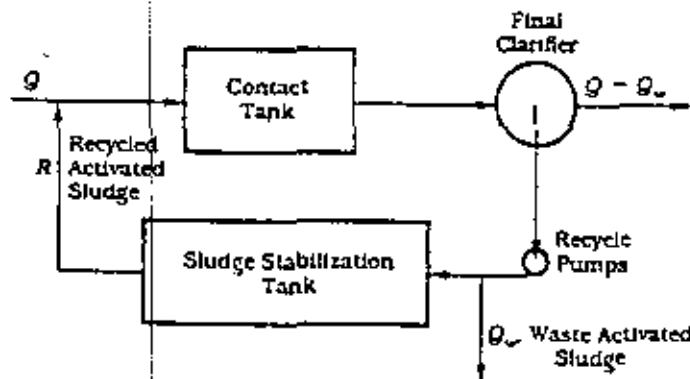 Final
Clarifier
Q
Contact
Tank
Q - Qw
Recycled
R Activated
Sludge
Sludge Stabilization
Tank
Recycle
Pumps
Qw Waste Activated
Sludge